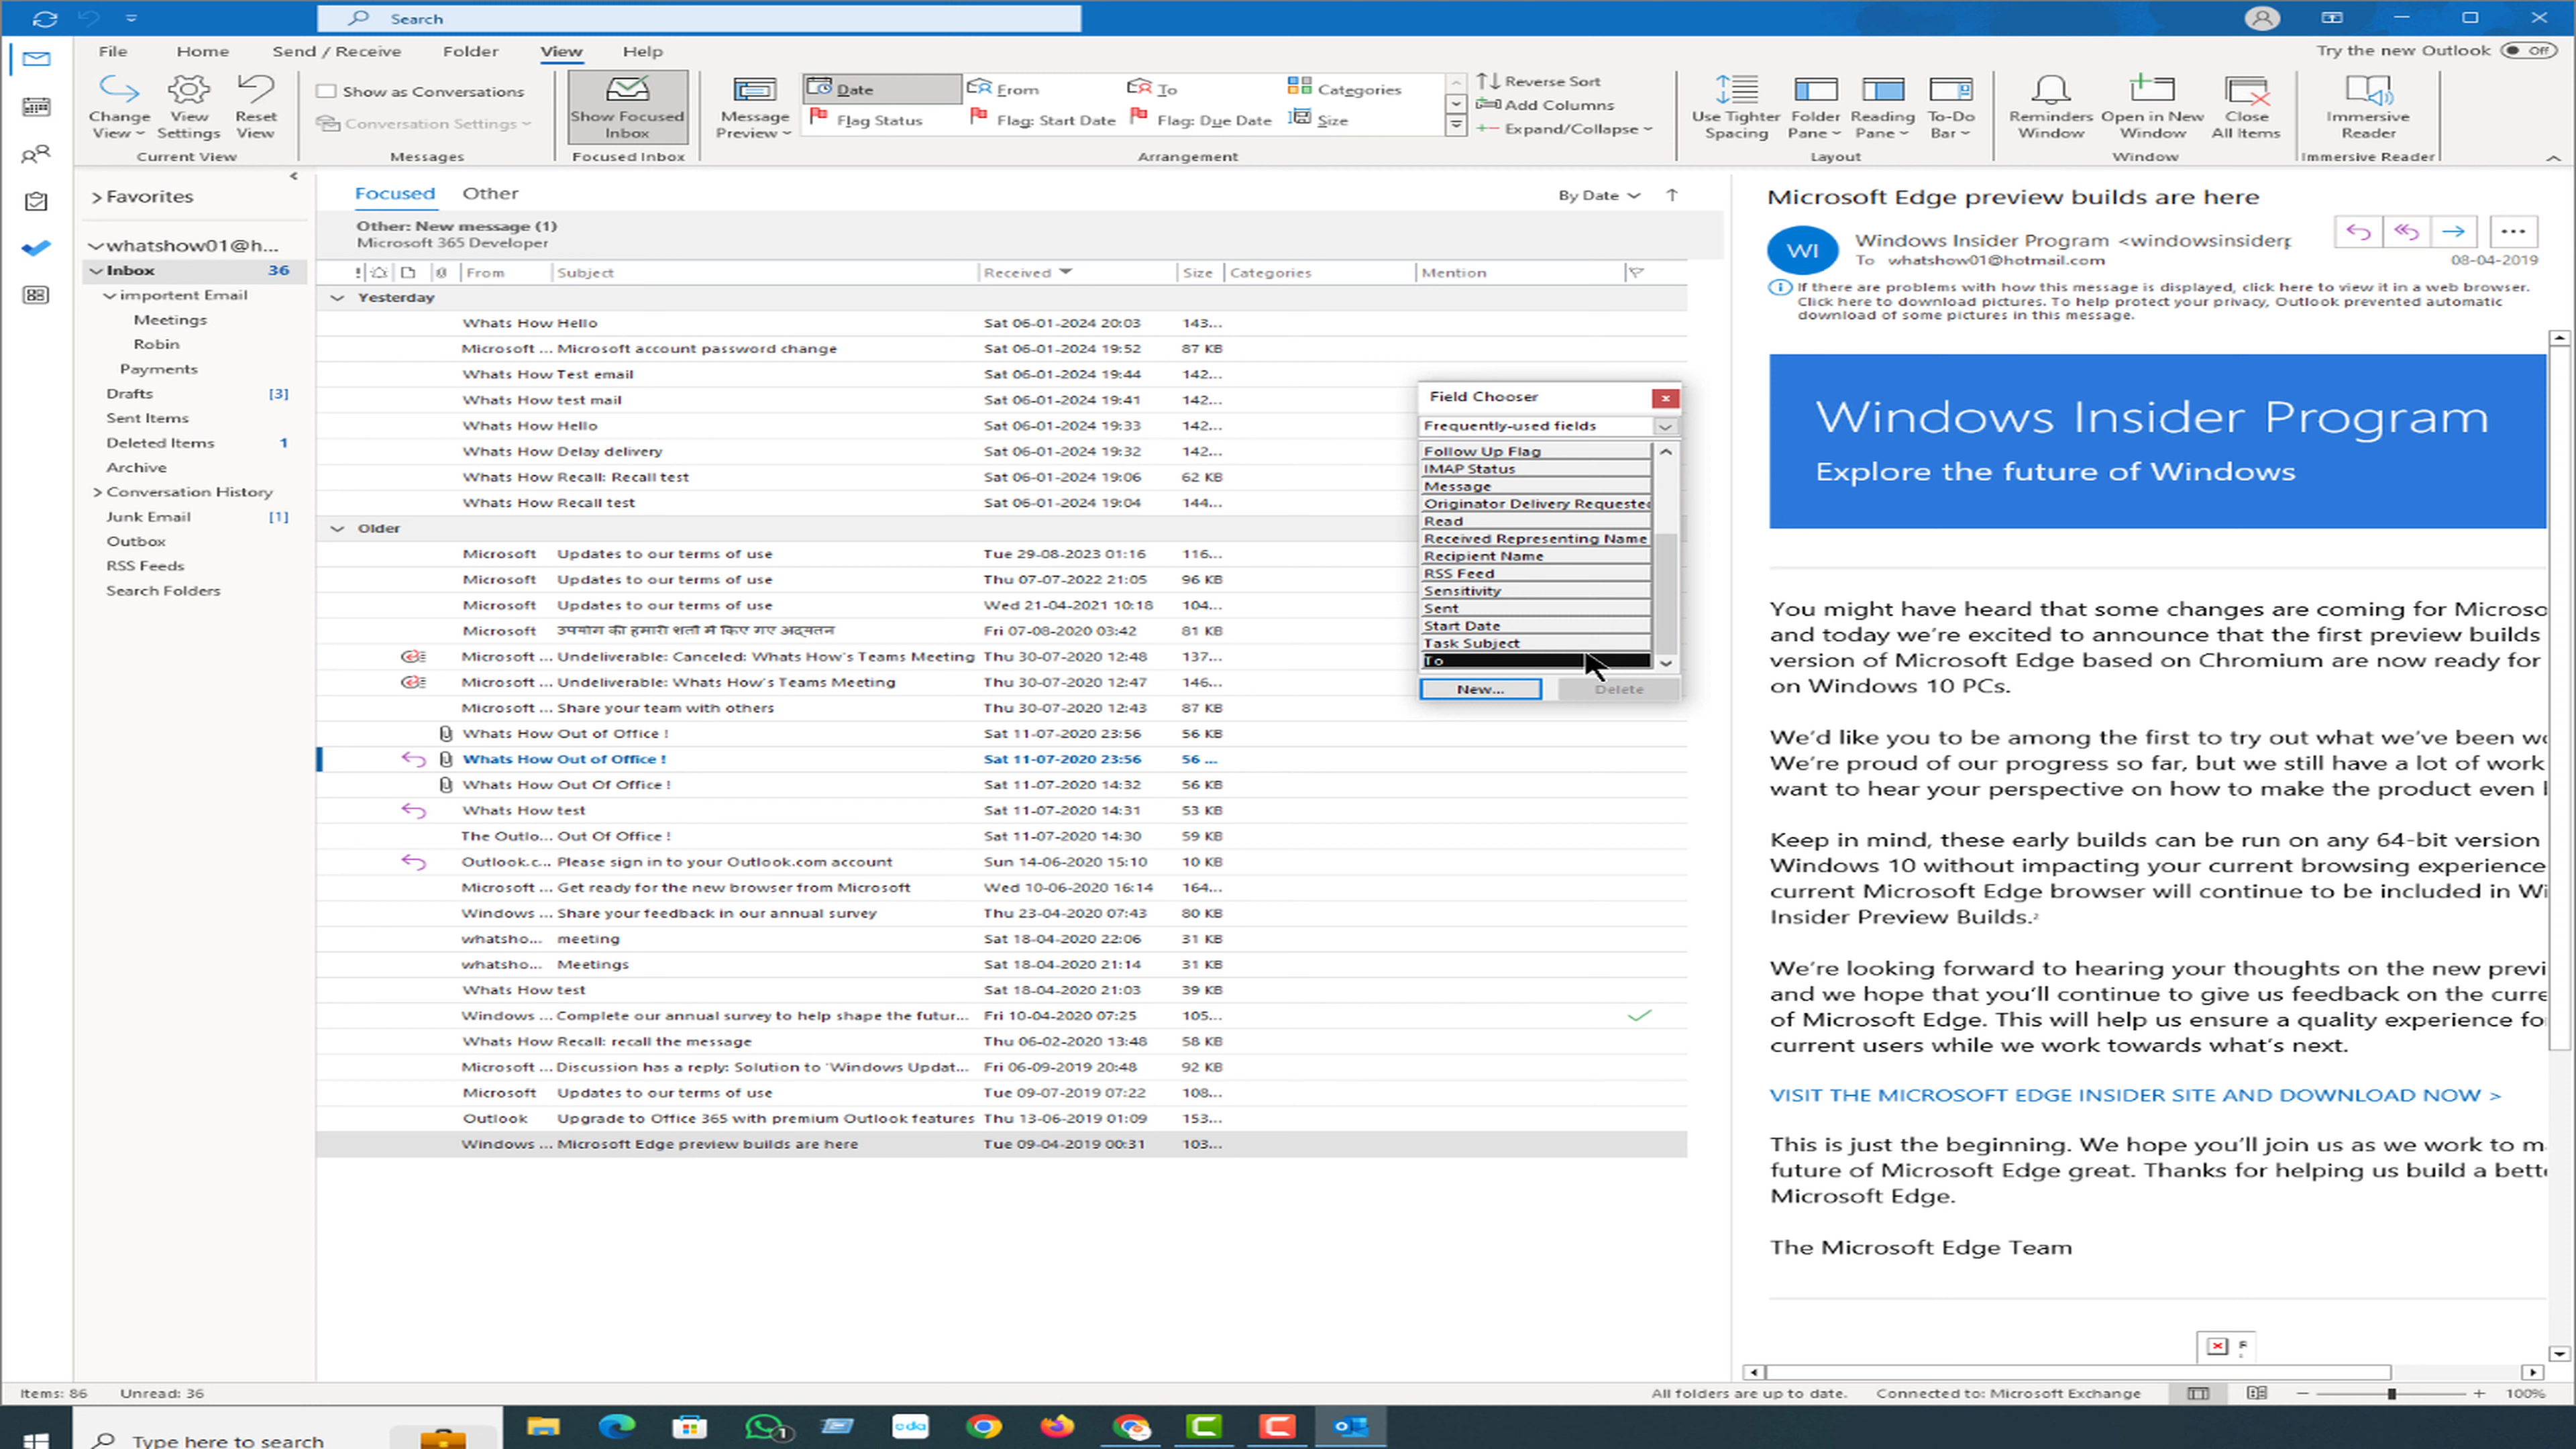 Search
File Home Send / Receive Folder View Help
Try the new Outlook Off
Change View
View Settings
Reset View
Current View
Show as Conversations
Conversation Settings
Messages
Show Focused Inbox
Focused Inbox
Message Preview
Date From To Categories
Flag Status Flag: Start Date Flag: Due Date Size
Arrangement
Reverse Sort
Add Columns
Expand/Collapse
Use Tighter Spacing
Folder Pane
Reading Pane
To-Do Bar
Layout
Reminders Window
Open in New Window
Close All Items
Window
Immersive Reader
Immersive Reader
Favorites
whatshow01@h...
Inbox 36
importent Email
Meetings
Robin
Payments
Drafts [3]
Sent Items
Deleted Items 1
Archive
Conversation History
Junk Email [1]
Outbox
RSS Feeds
Search Folders
Focused Other
By Date
Other: New message (1)
Microsoft 365 Developer
From Subject Received Size Categories Mention
Yesterday
Whats How Hello Sat 06-01-2024 20:03 143...
Microsoft ... Microsoft account password change Sat 06-01-2024 19:52 87 KB
Whats How Test email Sat 06-01-2024 19:44 142...
Whats How test mail Sat 06-01-2024 19:41 142...
Whats How Hello Sat 06-01-2024 19:33 142...
Whats How Delay delivery Sat 06-01-2024 19:32 142...
Whats How Recall: Recall test Sat 06-01-2024 19:06 62 KB
Whats How Recall test Sat 06-01-2024 19:04 144...
Older
Microsoft Updates to our terms of use Tue 29-08-2023 01:16 116...
Microsoft Updates to our terms of use Thu 07-07-2022 21:05 96 KB
Microsoft Updates to our terms of use Wed 21-04-2021 10:18 104...
Microsoft उपयोग की हमारी शर्तों में किए गए अद्यतन Fri 07-08-2020 03:42 81 KB
Microsoft ... Undeliverable: Canceled: Whats How's Teams Meeting Thu 30-07-2020 12:48 137...
Microsoft ... Undeliverable: Whats How's Teams Meeting Thu 30-07-2020 12:47 146...
Microsoft ... Share your team with others Thu 30-07-2020 12:43 87 KB
Whats How Out of Office ! Sat 11-07-2020 23:56 56 KB
Whats How Out of Office ! Sat 11-07-2020 23:56 56 ...
Whats How Out Of Office ! Sat 11-07-2020 14:32 56 KB
Whats How test Sat 11-07-2020 14:31 53 KB
The Outlo... Out Of Office ! Sat 11-07-2020 14:30 59 KB
Outlook.c... Please sign in to your Outlook.com account Sun 14-06-2020 15:10 10 KB
Microsoft ... Get ready for the new browser from Microsoft Wed 10-06-2020 16:14 164...
Windows ... Share your feedback in our annual survey Thu 23-04-2020 07:43 80 KB
whatsho... meeting Sat 18-04-2020 22:06 31 KB
whatsho... Meetings Sat 18-04-2020 21:14 31 KB
Whats How test Sat 18-04-2020 21:03 39 KB
Windows ... Complete our annual survey to help shape the futur... Fri 10-04-2020 07:25 105...
Whats How Recall: recall the message Thu 06-02-2020 13:48 58 KB
Microsoft ... Discussion has a reply: Solution to 'Windows Updat... Fri 06-09-2019 20:48 92 KB
Microsoft Updates to our terms of use Tue 09-07-2019 07:22 108...
Outlook Upgrade to Office 365 with premium Outlook features Thu 13-06-2019 01:09 153...
Windows ... Microsoft Edge preview builds are here Tue 09-04-2019 00:31 103...
Field Chooser
Frequently-used fields
Follow Up Flag
IMAP Status
Message
Originator Delivery Requested
Read
Received Representing Name
Recipient Name
RSS Feed
Sensitivity
Sent
Start Date
Task Subject
To
New... Delete
Microsoft Edge preview builds are here
WI
Windows Insider Program <windowsinsiderp
To whatshow01@hotmail.com
08-04-2019
If there are problems with how this message is displayed, click here to view it in a web browser.
Click here to download pictures. To help protect your privacy, Outlook prevented automatic
download of some pictures in this message.
Windows Insider Program
Explore the future of Windows
You might have heard that some changes are coming for Microso
and today we're excited to announce that the first preview builds
version of Microsoft Edge based on Chromium are now ready for
on Windows 10 PCs.
We'd like you to be among the first to try out what we've been wo
We're proud of our progress so far, but we still have a lot of work
want to hear your perspective on how to make the product even
Keep in mind, these early builds can be run on any 64-bit version
Windows 10 without impacting your current browsing experience
current Microsoft Edge browser will continue to be included in Wi
Insider Preview Builds.²
We're looking forward to hearing your thoughts on the new previ
and we hope that you'll continue to give us feedback on the curre
of Microsoft Edge. This will help us ensure a quality experience fo
current users while we work towards what's next.
VISIT THE MICROSOFT EDGE INSIDER SITE AND DOWNLOAD NOW >
This is just the beginning. We hope you'll join us as we work to m
future of Microsoft Edge great. Thanks for helping us build a bett
Microsoft Edge.
The Microsoft Edge Team
Items: 86 Unread: 36
All folders are up to date. Connected to: Microsoft Exchange 100%
Type here to search
1
cda